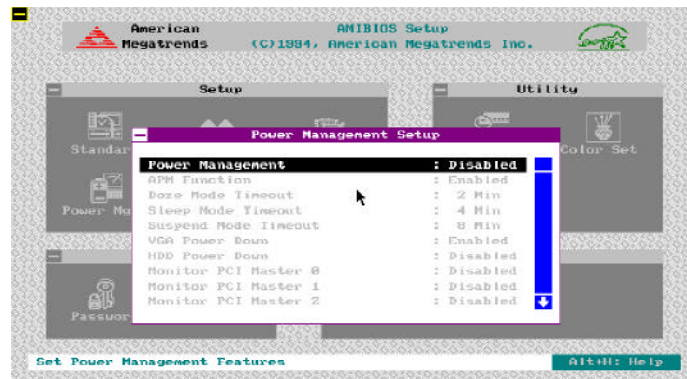 American Megatrends
AMIBIOS Setup
(C)1994, American Megatrends Inc.
Setup
Utility
Standar
Color Set
Power Ma
Passwor
Power Management Setup
Power Management : Disabled
APM Function : Enabled
Doze Mode Timeout : 2 Min
Sleep Mode Timeout : 4 Min
Suspend Mode Timeout : 8 Min
VGA Power Down : Enabled
HDD Power Down : Disabled
Monitor PCI Master 0 : Disabled
Monitor PCI Master 1 : Disabled
Monitor PCI Master 2 : Disabled
Set Power Management Features
Alt+H: Help